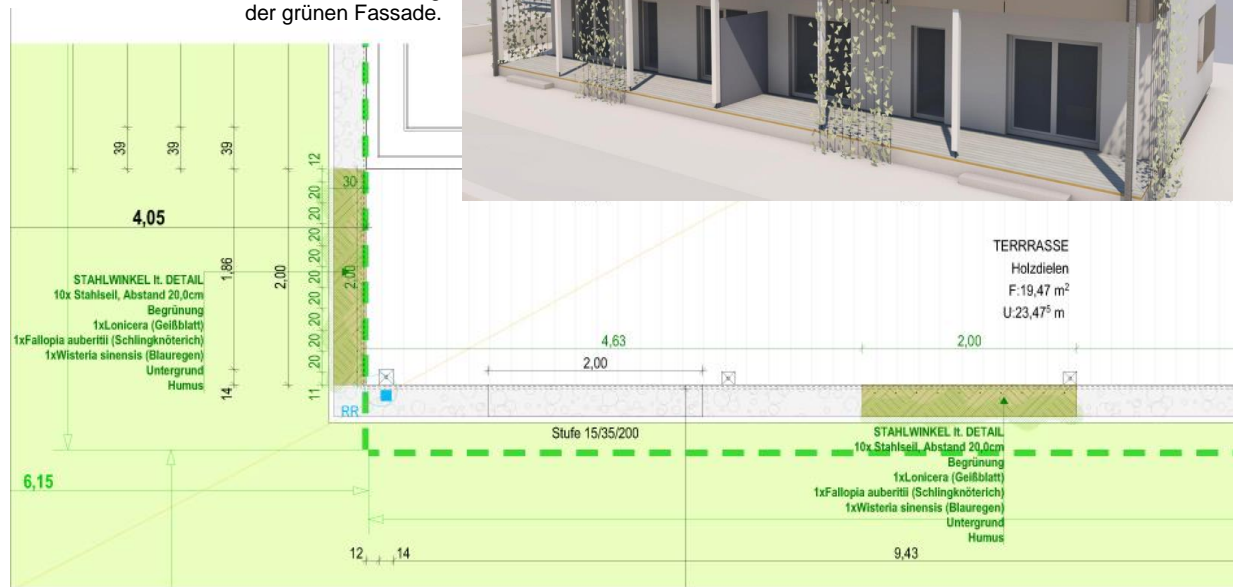 der grünen Fassade.
39
39
39
12
30
20
20
20
20
20
20
20
20
20
11
4,05
1,86
2,00
2,00
14
STAHLWINKEL lt. DETAIL
10x Stahlseil, Abstand 20,0cm
Begrünung
1xLonicera (Geißblatt)
1xFallopia auberitii (Schlingknöterich)
1xWisteria sinensis (Blauregen)
Untergrund
Humus
RR
TERRRASSE
Holzdielen
F:19,47 m²
U:23,47⁵ m
4,63
2,00
2,00
Stufe 15/35/200
STAHLWINKEL lt. DETAIL
10x Stahlseil, Abstand 20,0cm
Begrünung
1xLonicera (Geißblatt)
1xFallopia auberitii (Schlingknöterich)
1xWisteria sinensis (Blauregen)
Untergrund
Humus
6,15
12
14
9,43